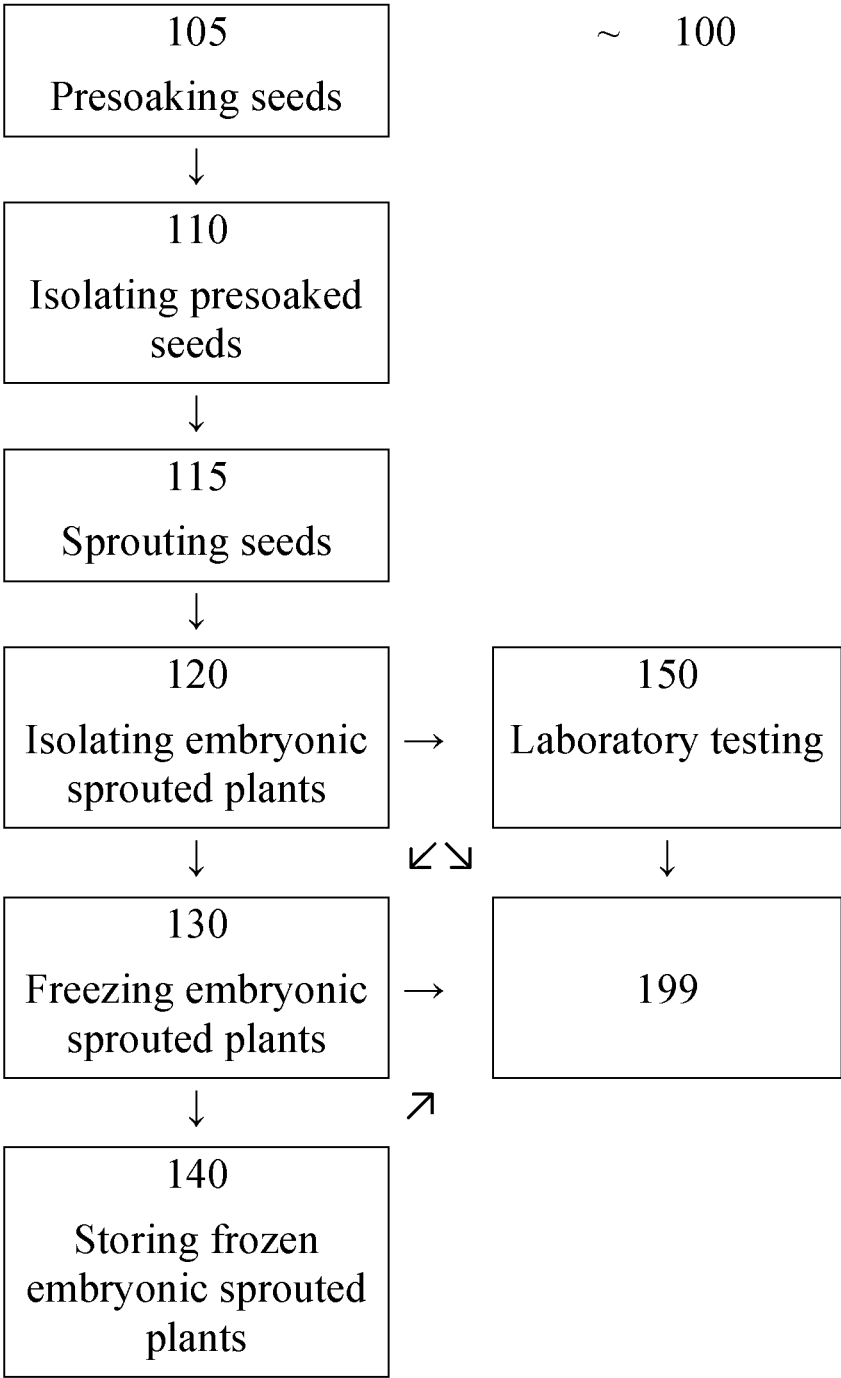 105
~ 100
Presoaking seeds
↓
110
Isolating presoaked
seeds
↓
115
Sprouting seeds
↓
120
Isolating embryonic
sprouted plants
→
150
Laboratory testing
↓
↙↘
↓
130
Freezing embryonic
sprouted plants
→
199
↓
↗
140
Storing frozen
embryonic sprouted
plants